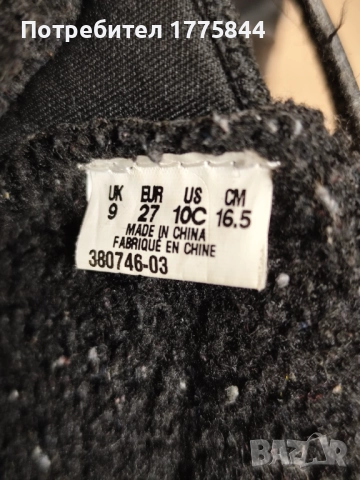 Потребител 1775844
UK EUR US CM
9 27 10C 16.5
MADE IN CHINA
FABRIQUÉ EN CHINE
380746-03
BAZAR